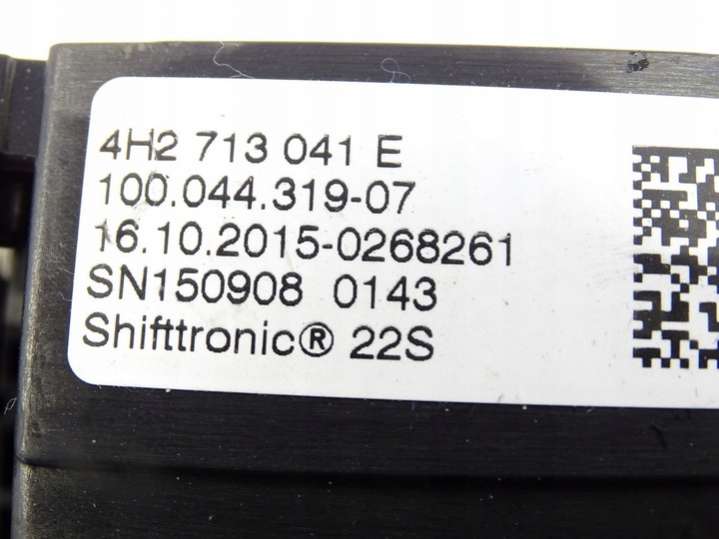 4H2 713 041 E
100.044.319-07
16.10.2015-0268261
SN150908 0143
Shifttronic® 22S